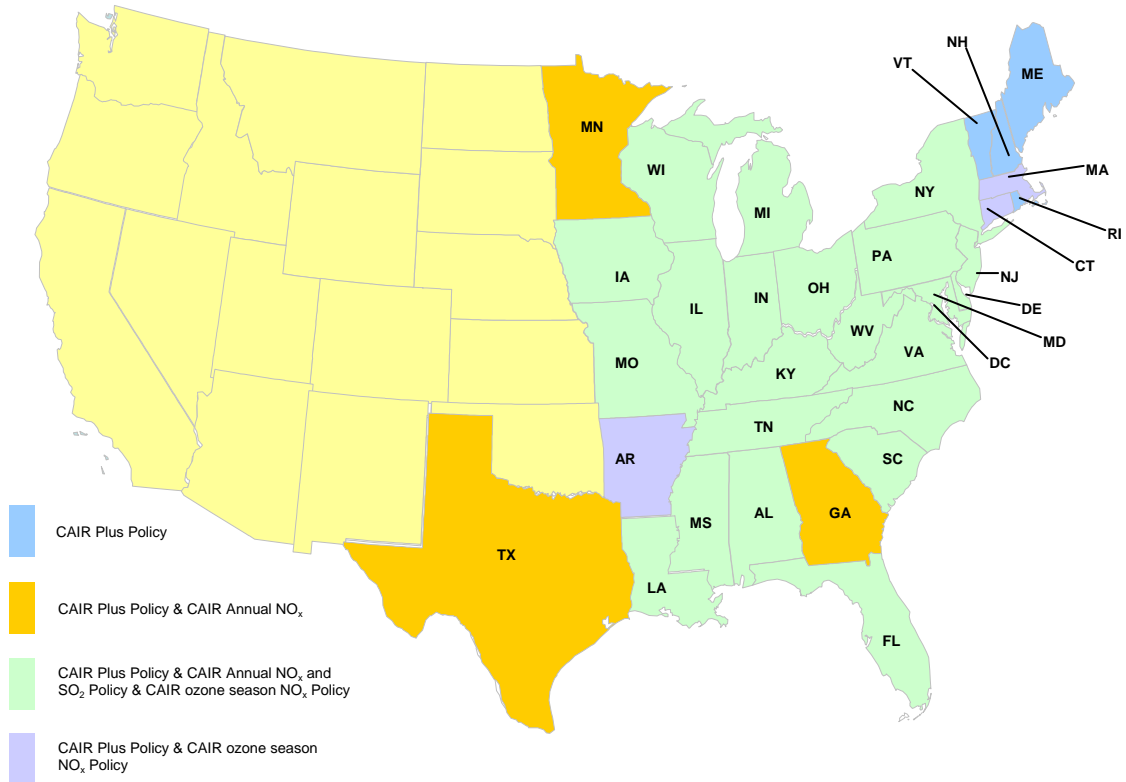 NH
VT
ME
MN
WI
MA
NY
MI
RI
PA
CT
IA
NJ
OH
IN
IL
DE
WV
MD
VA
DC
MO
KY
NC
TN
AR
SC
CAIR Plus Policy
GA
AL
MS
TX
LA
CAIR Plus Policy & CAIR Annual NOₓ
FL
CAIR Plus Policy & CAIR Annual NOₓ and
SO₂ Policy & CAIR ozone season NOₓ Policy
CAIR Plus Policy & CAIR ozone season
NOₓ Policy